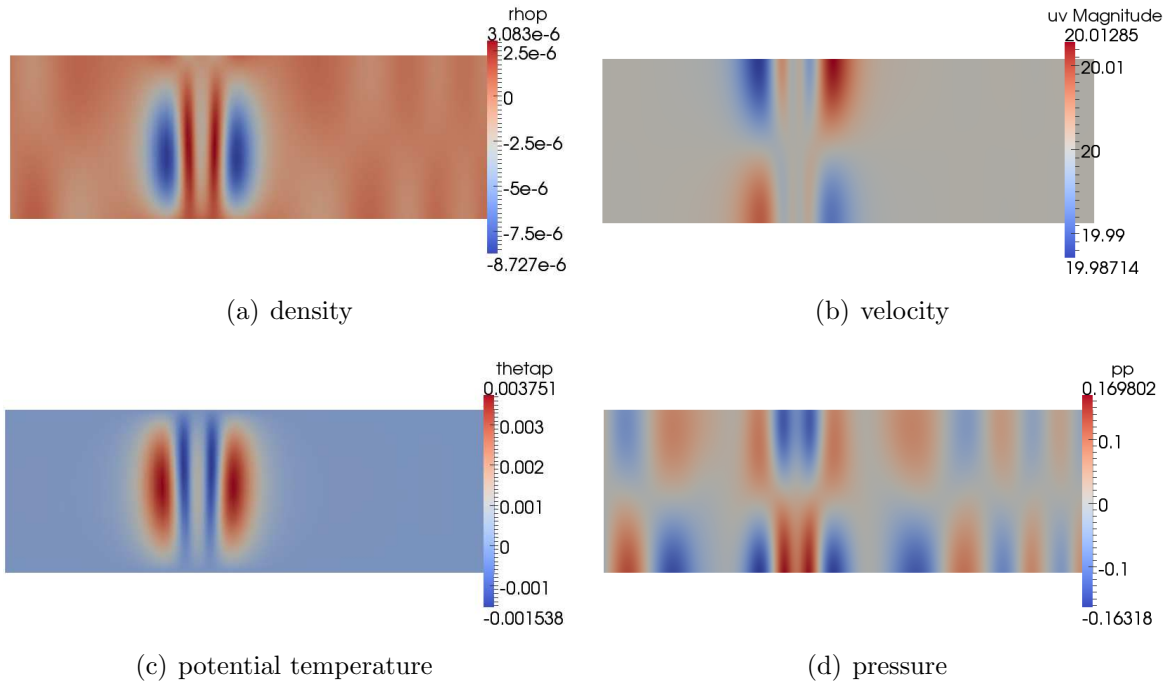 rhop
3.083e-6
2.5e-6
0
-2.5e-6
-5e-6
-7.5e-6
-8.727e-6
(a) density
uv Magnitude
20.01285
20.01
20
19.99
19.98714
(b) velocity
thetap
0.003751
0.003
0.002
0.001
0
-0.001
-0.001538
(c) potential temperature
pp
0.169802
0.1
0
-0.1
-0.16318
(d) pressure